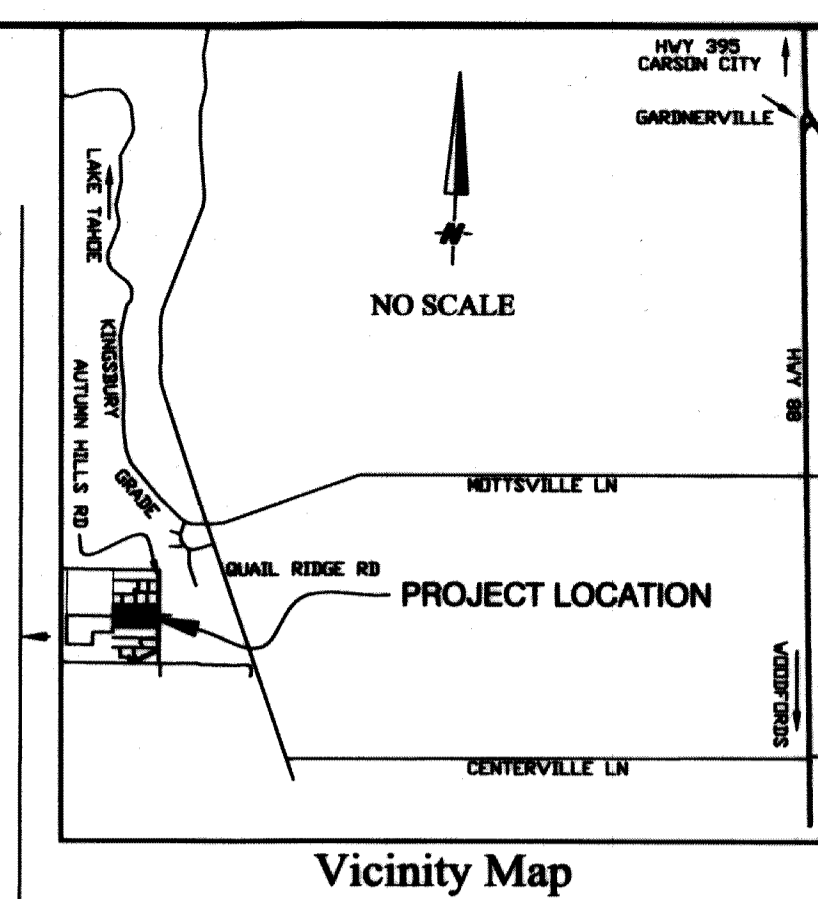 HWY 395
CARSON CITY
GARDNERVILLE
LAKE TAHOE
N
NO SCALE
KINGSBURY
GRADE
AUTUMN HILLS RD
HWY 88
MOTTSVILLE LN
QUAIL RIDGE RD
PROJECT LOCATION
WOODFORDS
CENTERVILLE LN
Vicinity Map